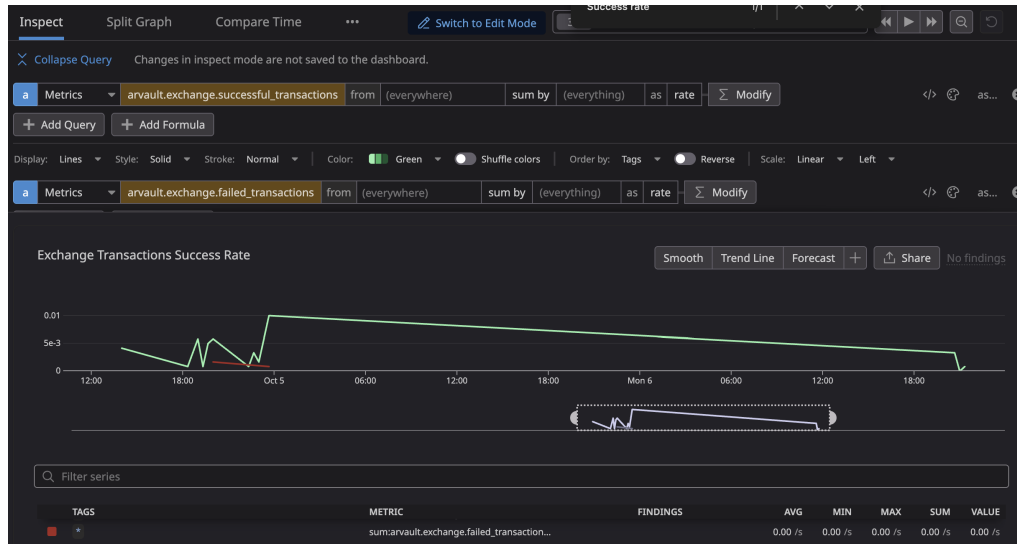 Success rate 1/1
Inspect Split Graph Compare Time ••• Switch to Edit Mode
Collapse Query Changes in inspect mode are not saved to the dashboard.
a Metrics arvault.exchange.successful_transactions from (everywhere) sum by (everything) as rate Σ Modify </> as...
+ Add Query + Add Formula
Display: Lines Style: Solid Stroke: Normal Color: Green Shuffle colors Order by: Tags Reverse Scale: Linear Left
a Metrics arvault.exchange.failed_transactions from (everywhere) sum by (everything) as rate Σ Modify </> as...
Exchange Transactions Success Rate
Smooth Trend Line Forecast + Share No findings
0.01
5e-3
0
12:00 18:00 Oct 5 06:00 12:00 18:00 Mon 6 06:00 12:00 18:00
Filter series
TAGS METRIC FINDINGS AVG MIN MAX SUM VALUE
* sum:arvault.exchange.failed_transaction... 0.00 /s 0.00 /s 0.00 /s 0.00 /s 0.00 /s